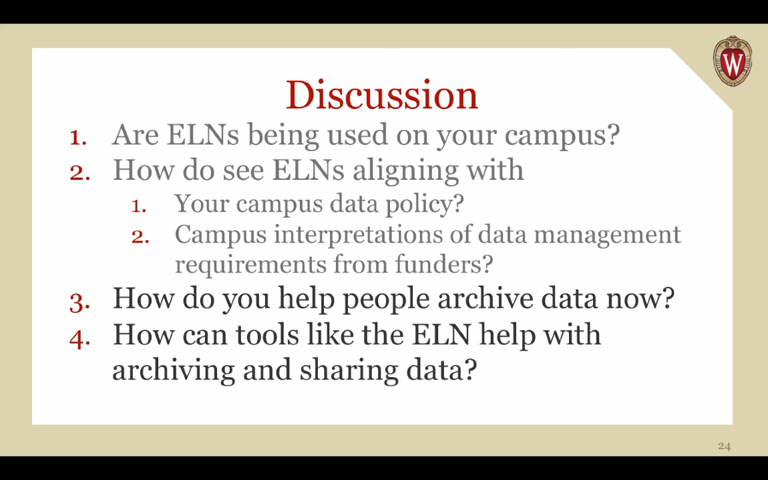 W
Discussion
1. Are ELNs being used on your campus?
2. How do see ELNs aligning with
1. Your campus data policy?
2. Campus interpretations of data management
requirements from funders?
3. How do you help people archive data now?
4. How can tools like the ELN help with
archiving and sharing data?
24